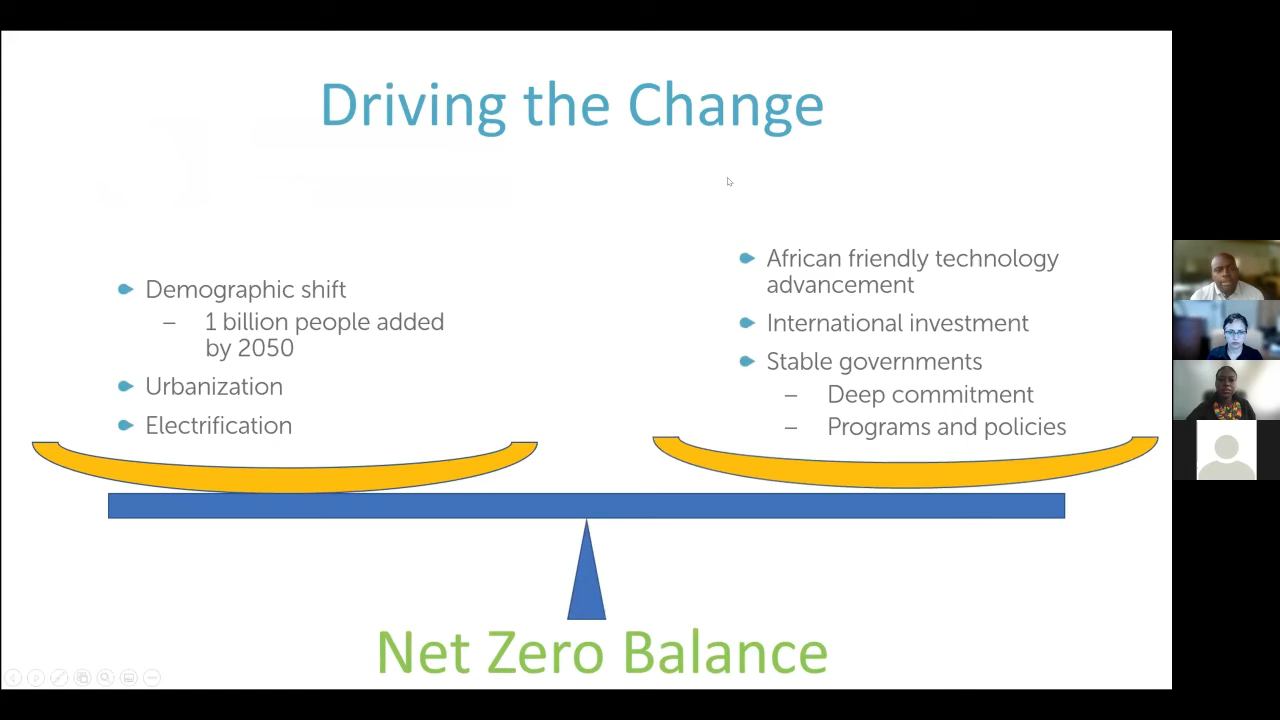 Driving the Change
Demographic shift
– 1 billion people added
by 2050
Urbanization
Electrification
African friendly technology
advancement
International investment
Stable governments
– Deep commitment
– Programs and policies
Net Zero Balance